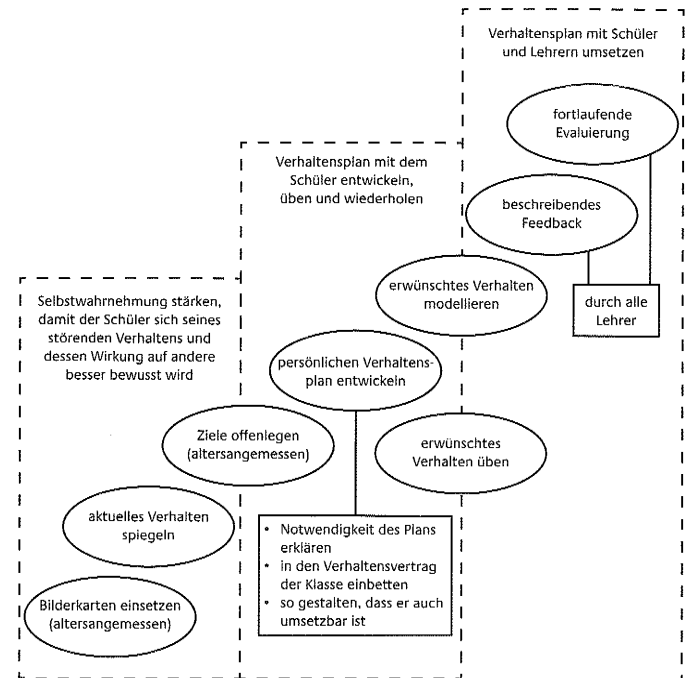 Verhaltensplan mit Schüler
und Lehrern umsetzen
fortlaufende
Evaluierung
Verhaltensplan mit dem
Schüler entwickeln,
üben und wiederholen
beschreibendes
Feedback
Selbstwahrnehmung stärken,
damit der Schüler sich seines
störenden Verhaltens und
dessen Wirkung auf andere
besser bewusst wird
erwünschtes Verhalten
modellieren
durch alle
Lehrer
persönlichen Verhaltens-
plan entwickeln
Ziele offenlegen
(altersangemessen)
erwünschtes
Verhalten üben
aktuelles Verhalten
spiegeln
• Notwendigkeit des Plans
erklären
• in den Verhaltensvertrag
der Klasse einbetten
• so gestalten, dass er auch
umsetzbar ist
Bilderkarten einsetzen
(altersangemessen)